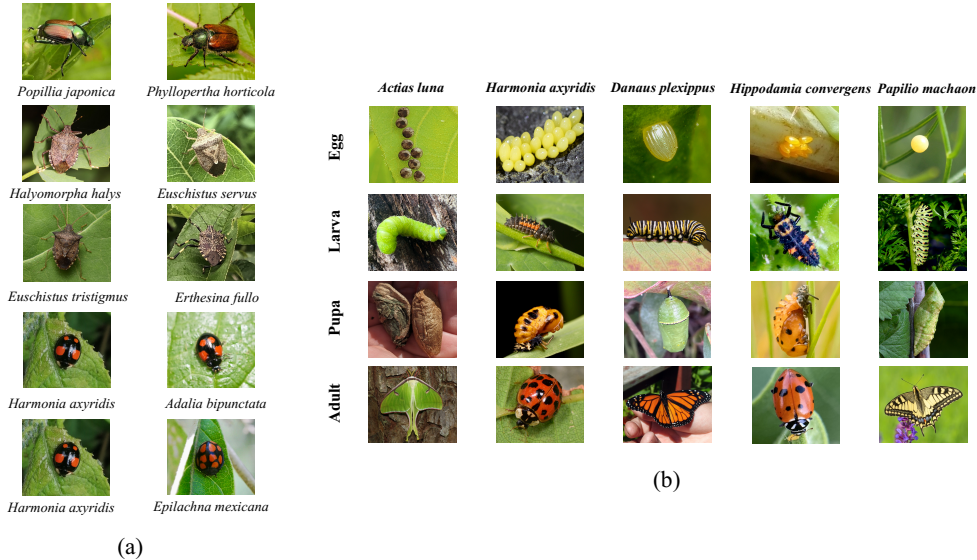 Popillia japonica
Phyllopertha horticola
Halyomorpha halys
Euschistus servus
Euschistus tristigmus
Erthesina fullo
Harmonia axyridis
Adalia bipunctata
Harmonia axyridis
Epilachna mexicana
(a)
Actias luna
Harmonia axyridis
Danaus plexippus
Hippodamia convergens
Papilio machaon
Egg
Larva
Pupa
Adult
(b)